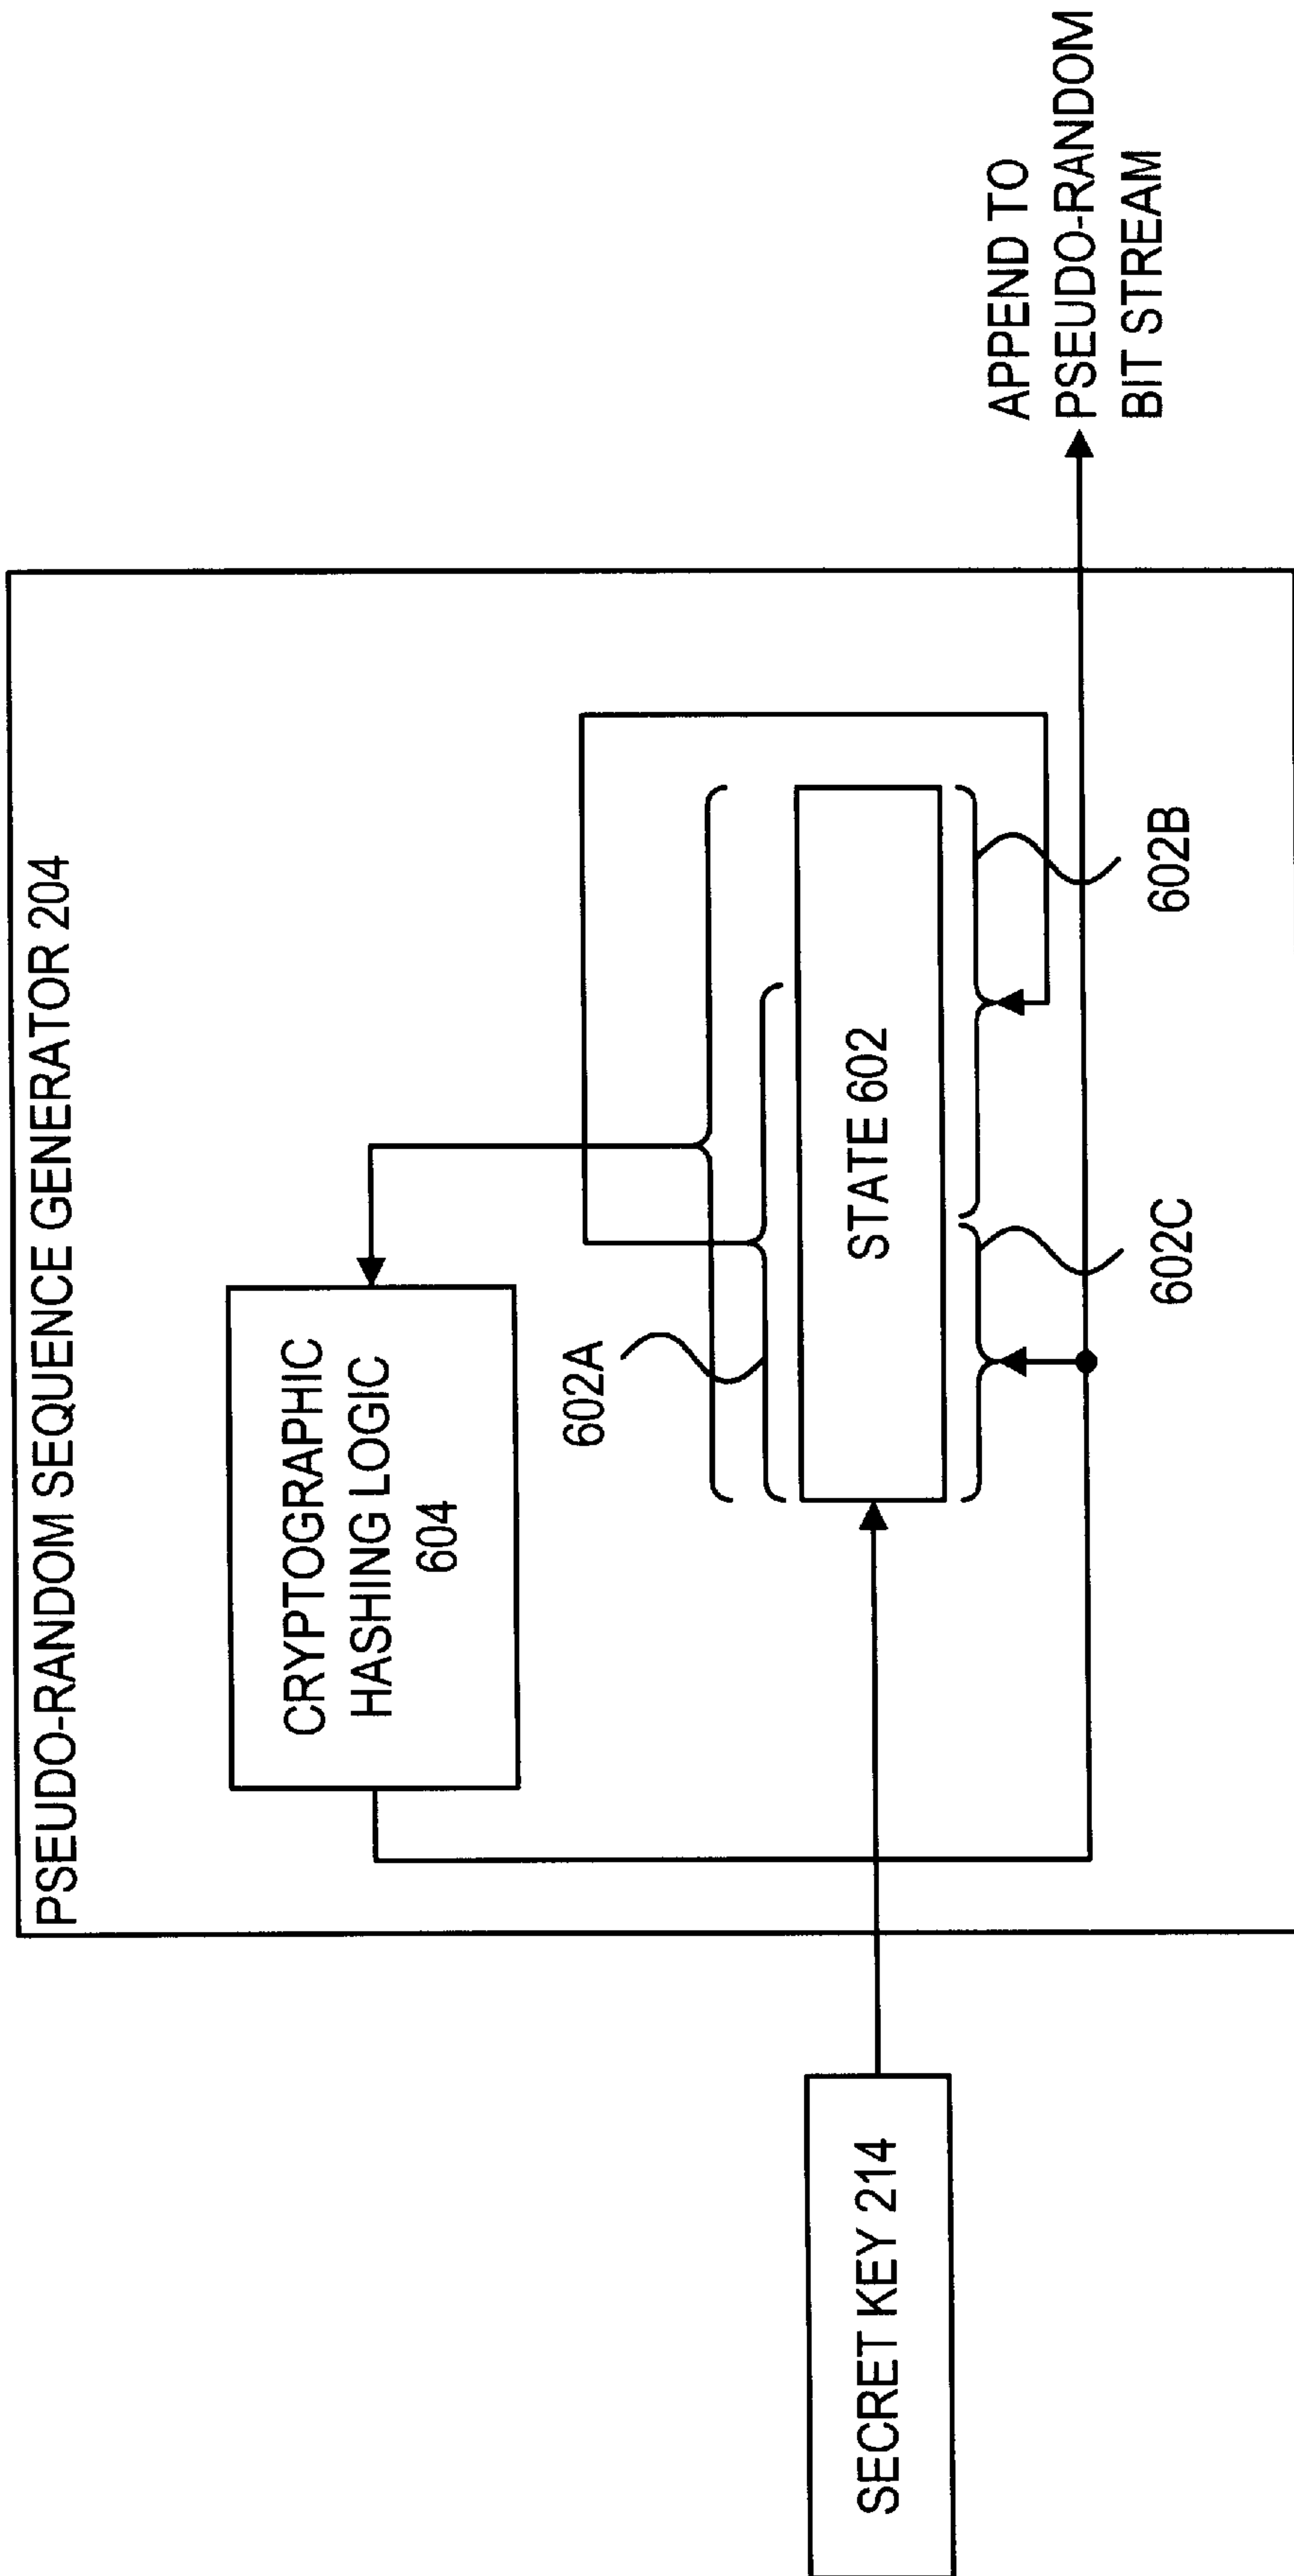 PSEUDO-RANDOM SEQUENCE GENERATOR 204
CRYPTOGRAPHIC
HASHING LOGIC
604
602A
SECRET KEY 214
STATE 602
602C
602B
APPEND TO
PSEUDO-RANDOM
BIT STREAM